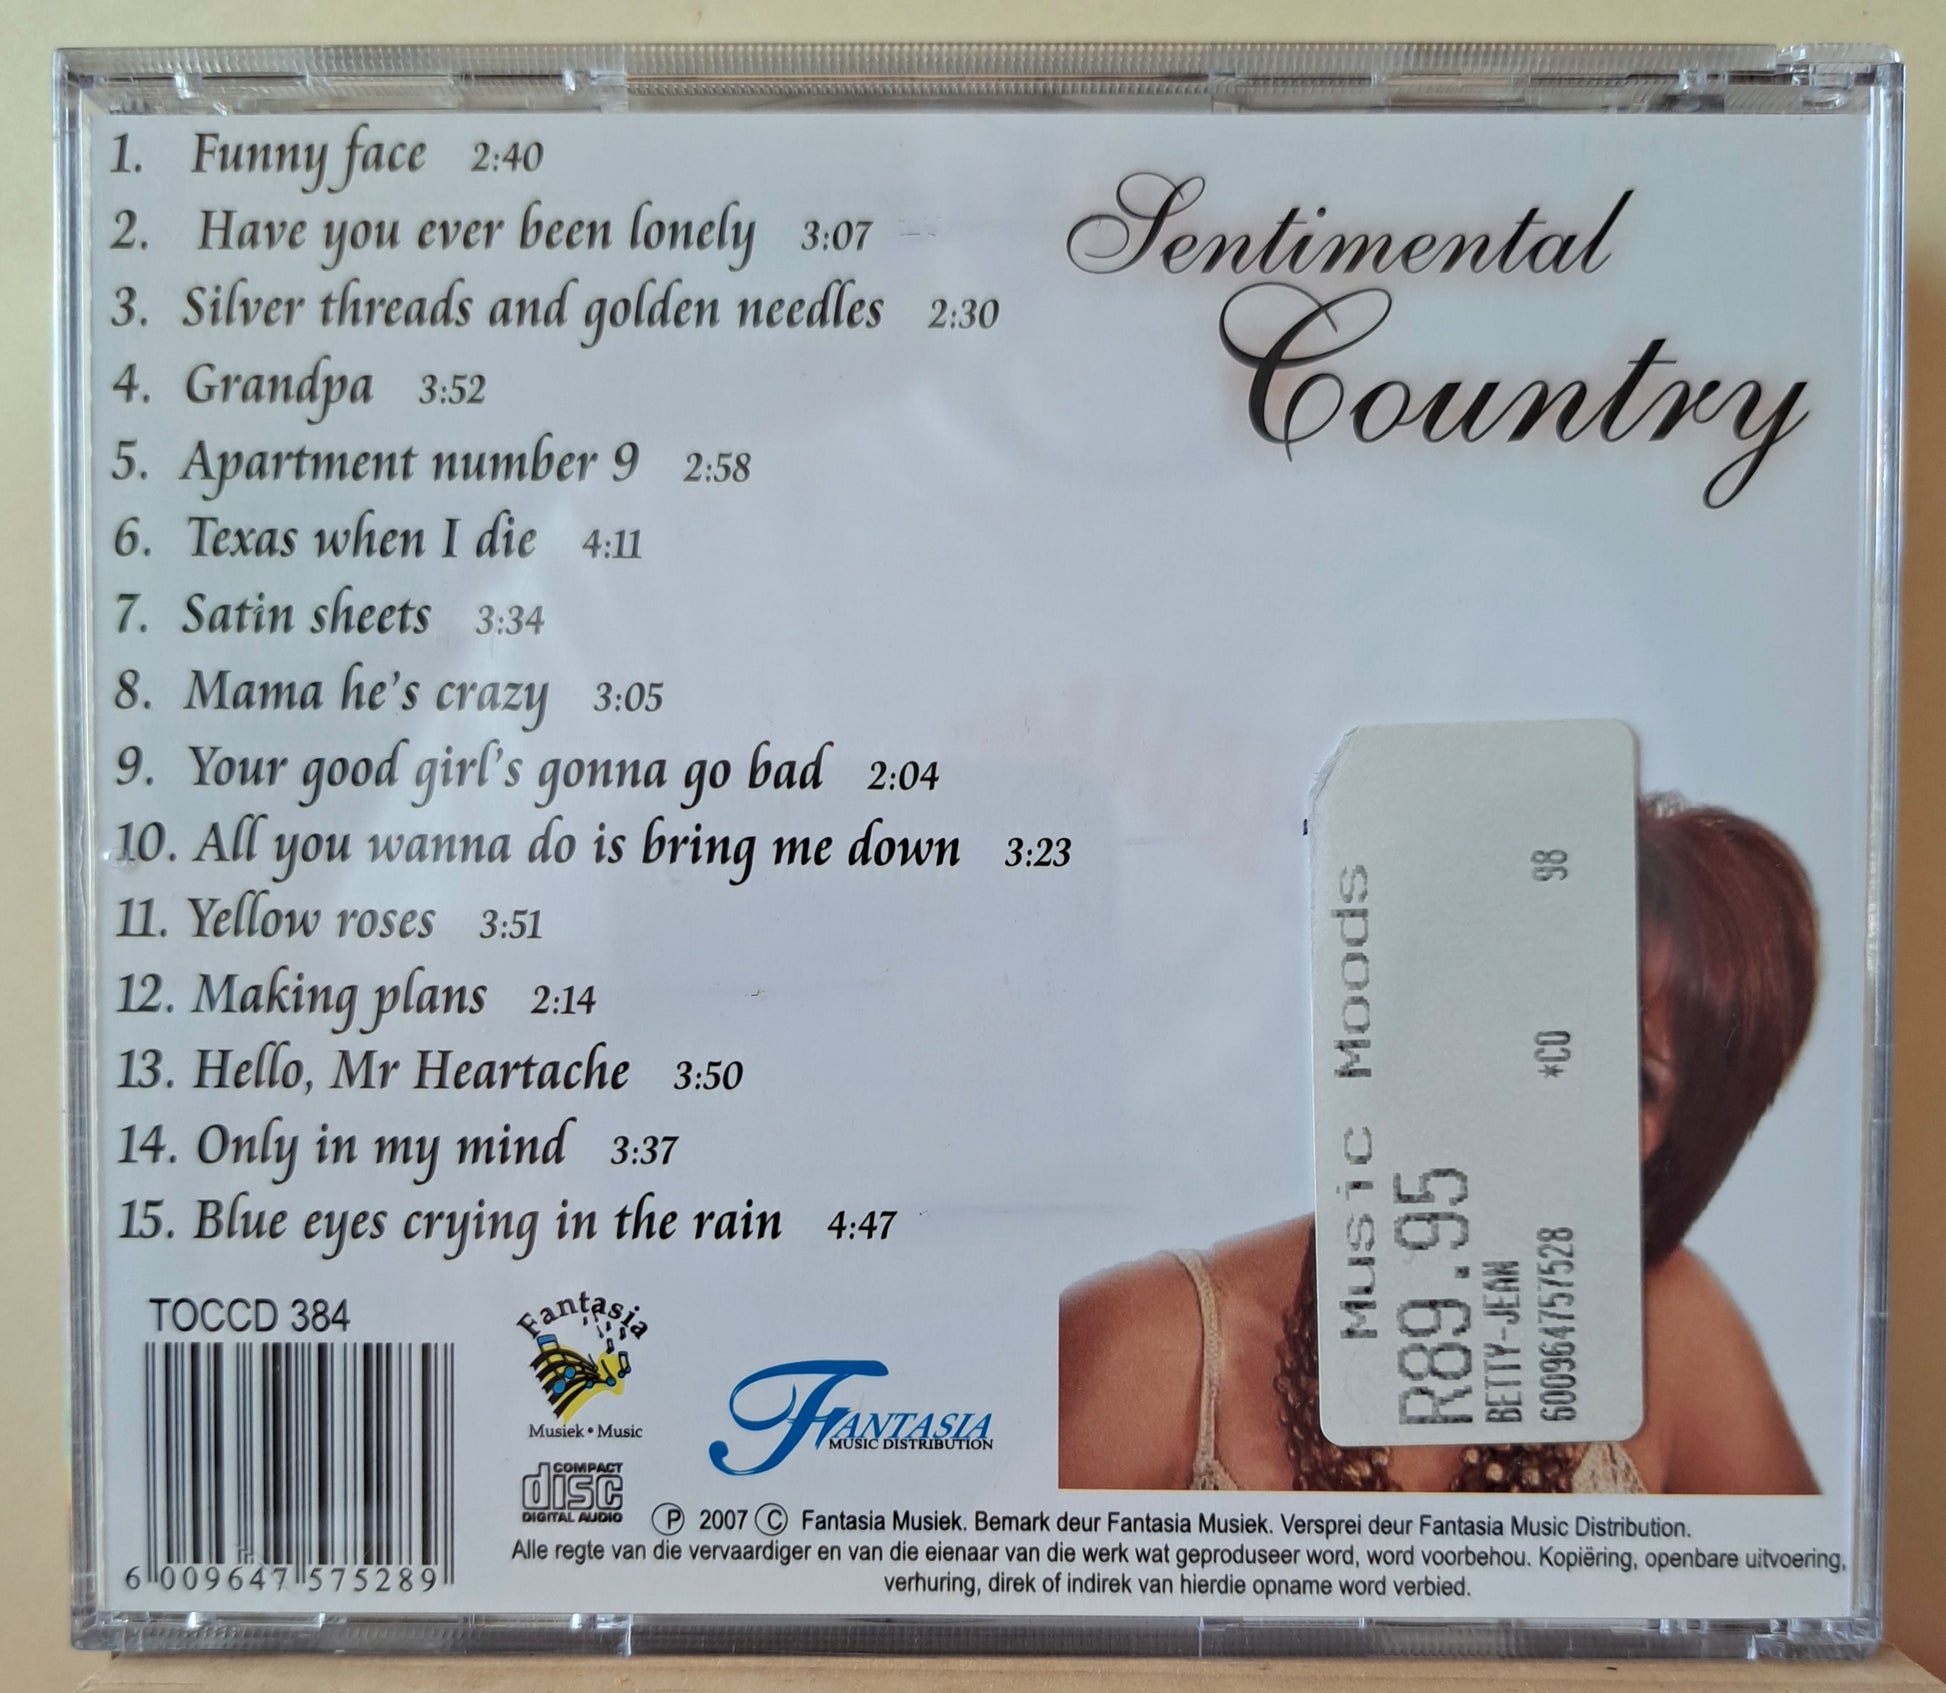 1. Funny face 2:40
2. Have you ever been lonely 3:07
3. Silver threads and golden needles 2:30
4. Grandpa 3:52
5. Apartment number 9 2:58
6. Texas when I die 4:11
7. Satin sheets 3:34
8. Mama he's crazy 3:05
9. Your good girl's gonna go bad 2:04
10. All you wanna do is bring me down 3:23
11. Yellow roses 3:51
12. Making plans 2:14
13. Hello, Mr Heartache 3:50
14. Only in my mind 3:37
15. Blue eyes crying in the rain 4:47
Sentimental
Country
Music Moods
R89.95
BETTY-JEAN
600964757528
*CD
98
TOCCD 384
6 009647 575289
Fantasia
Musiek • Music
COMPACT
disc
DIGITAL AUDIO
FANTASIA
MUSIC DISTRIBUTION
Ⓟ 2007 © Fantasia Musiek. Bemark deur Fantasia Musiek. Versprei deur Fantasia Music Distribution.
Alle regte van die vervaardiger en van die eienaar van die werk wat geproduseer word, word voorbehou. Kopiëring, openbare uitvoering,
verhuring, direk of indirek van hierdie opname word verbied.